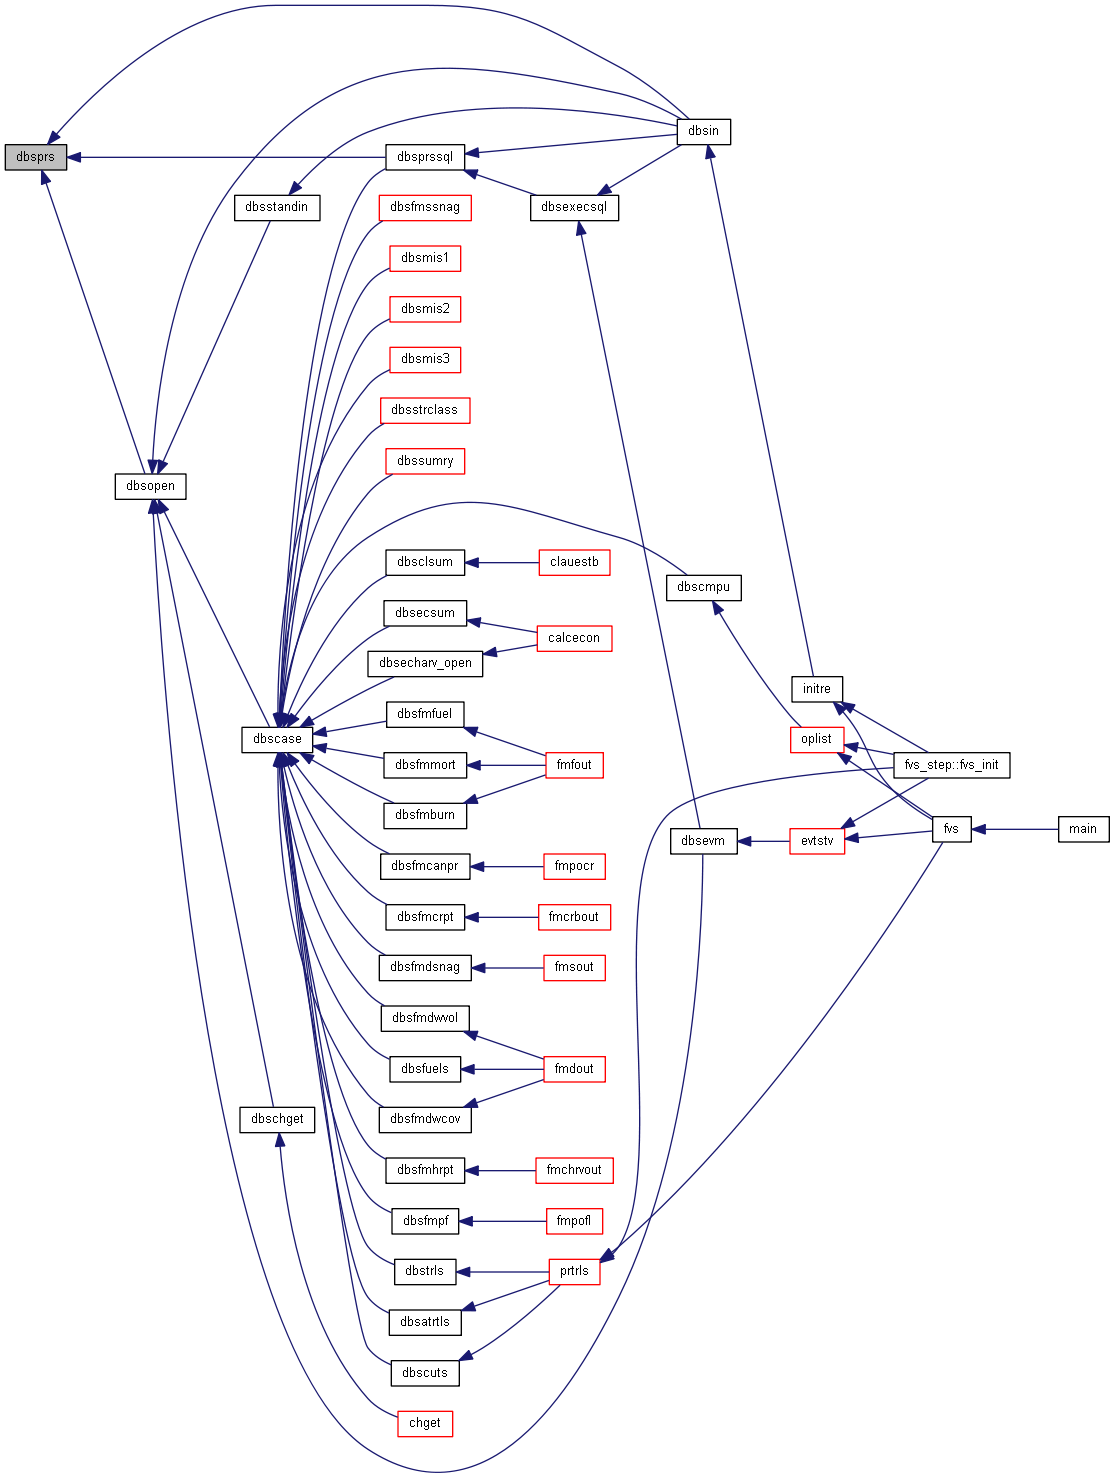 dbsin
dbsprs
dbsprssql
dbsstandin
dbsfmssnag
dbsexecsql
dbsmis1
dbsmis2
dbsmis3
dbsstrclass
dbssumry
dbsopen
dbsclsum
clauestb
dbscmpu
dbsecsum
calcecon
dbsecharv_open
initre
dbsfmfuel
dbscase
oplist
dbsfmmort
fmfout
fvs_step::fvs_init
dbsfmburn
fvs
main
dbsevm
evtstv
dbsfmcanpr
fmpocr
dbsfmcrpt
fmcrbout
dbsfmdsnag
fmsout
dbsfmdwvol
dbsfuels
fmdout
dbschget
dbsfmdwcov
dbsfmhrpt
fmchrvout
dbsfmpf
fmpofl
dbstrls
prtrls
dbsatrtls
dbscuts
chget